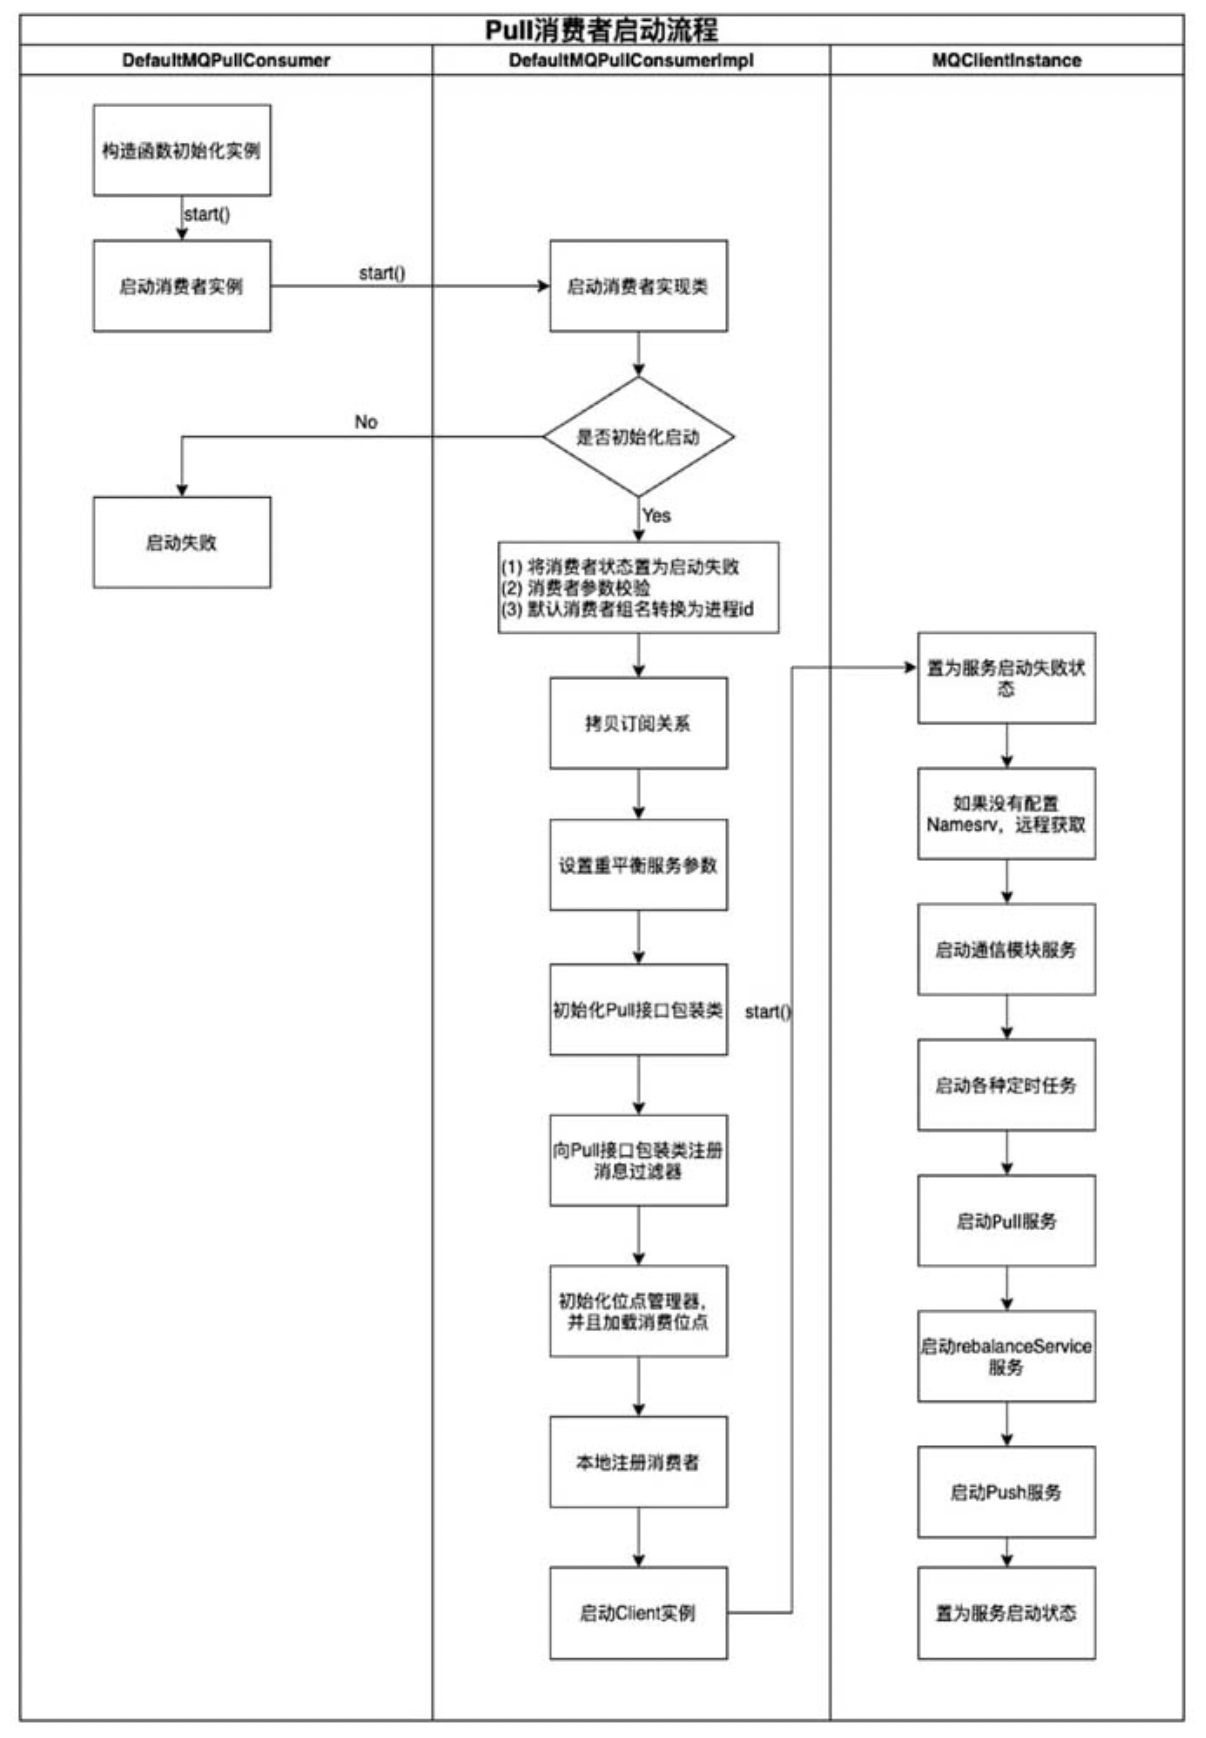 Pull消费者启动流程
DefaultMQPullConsumer
DefaultMQPullConsumerImpl
MQClientInstance
构造函数初始化实例
start()
启动消费者实例
start()
启动消费者实现类
是否初始化启动
No
启动失败
Yes
(1) 将消费者状态置为启动失败
(2) 消费者参数校验
(3) 默认消费者组名转换为进程id
拷贝订阅关系
设置重平衡服务参数
初始化Pull接口包装类
向Pull接口包装类注册
消息过滤器
初始化位点管理器，
并且加载消费位点
本地注册消费者
启动Client实例
start()
置为服务启动失败状
态
如果没有配置
Namesrv，远程获取
启动通信模块服务
启动各种定时任务
启动Pull服务
启动rebalanceService
服务
启动Push服务
置为服务启动状态